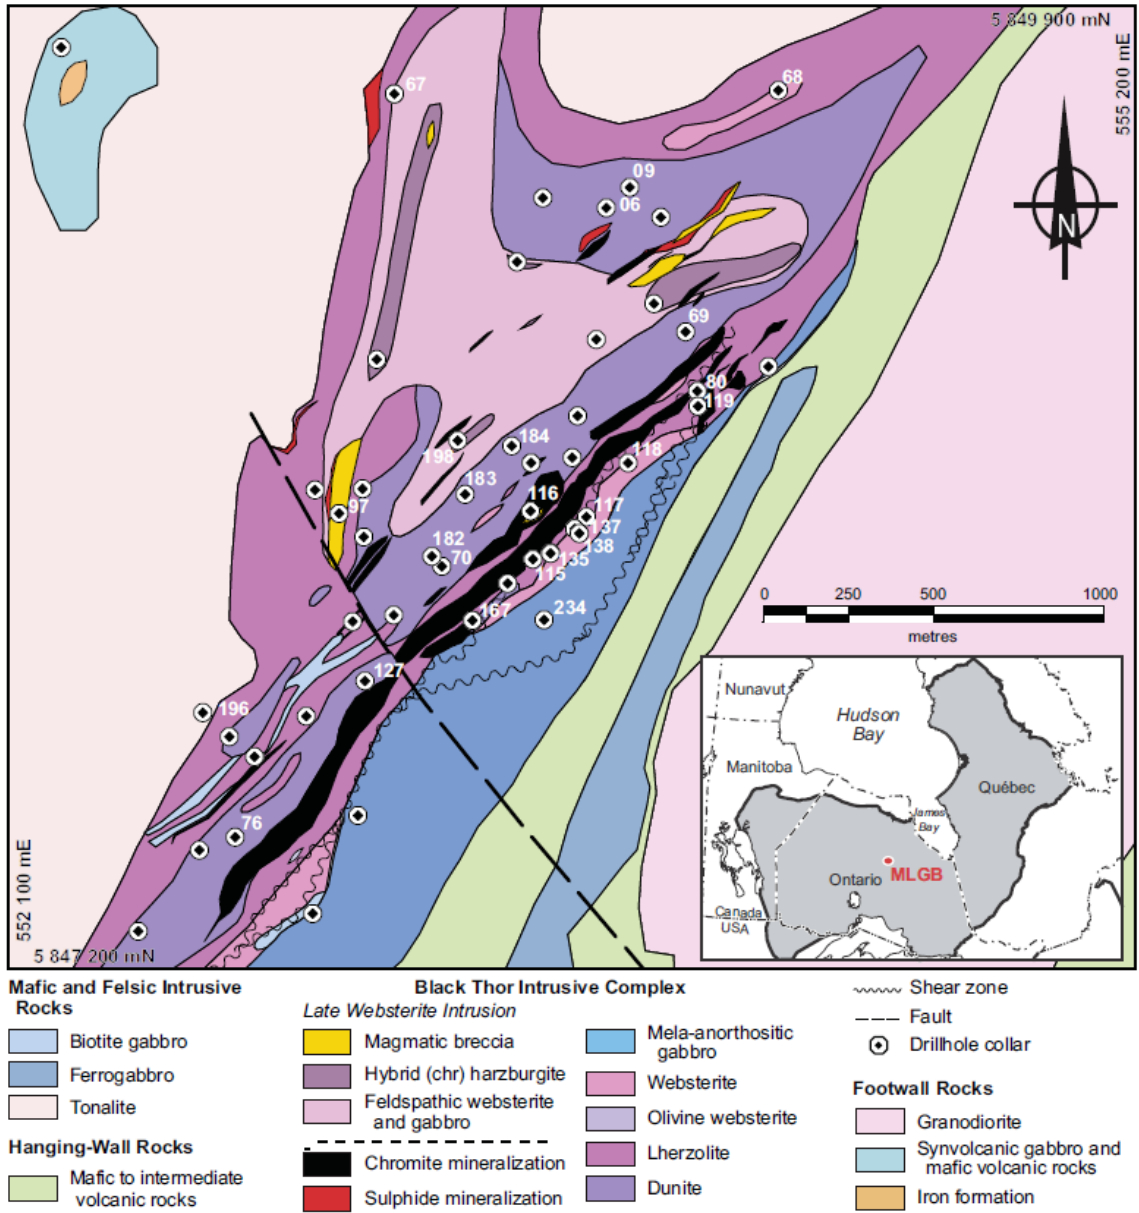 5 849 900 mN
555 200 mE
67
68
09
06
69
80
119
184
198
118
183
116
97
117
137
138
182
70
135
115
167
234
127
196
76
552 100 mE
5 847 200 mN
N
0 250 500 1000
metres
Nunavut
Hudson
Bay
Manitoba
Québec
James
Bay
Ontario
MLGB
Canada
USA
Mafic and Felsic Intrusive
Rocks
Biotite gabbro
Ferrogabbro
Tonalite
Hanging-Wall Rocks
Mafic to intermediate
volcanic rocks
Black Thor Intrusive Complex
Late Websterite Intrusion
Magmatic breccia
Hybrid (chr) harzburgite
Feldspathic websterite
and gabbro
Chromite mineralization
Sulphide mineralization
Mela-anorthositic
gabbro
Websterite
Olivine websterite
Lherzolite
Dunite
Shear zone
Fault
Drillhole collar
Footwall Rocks
Granodiorite
Synvolcanic gabbro and
mafic volcanic rocks
Iron formation